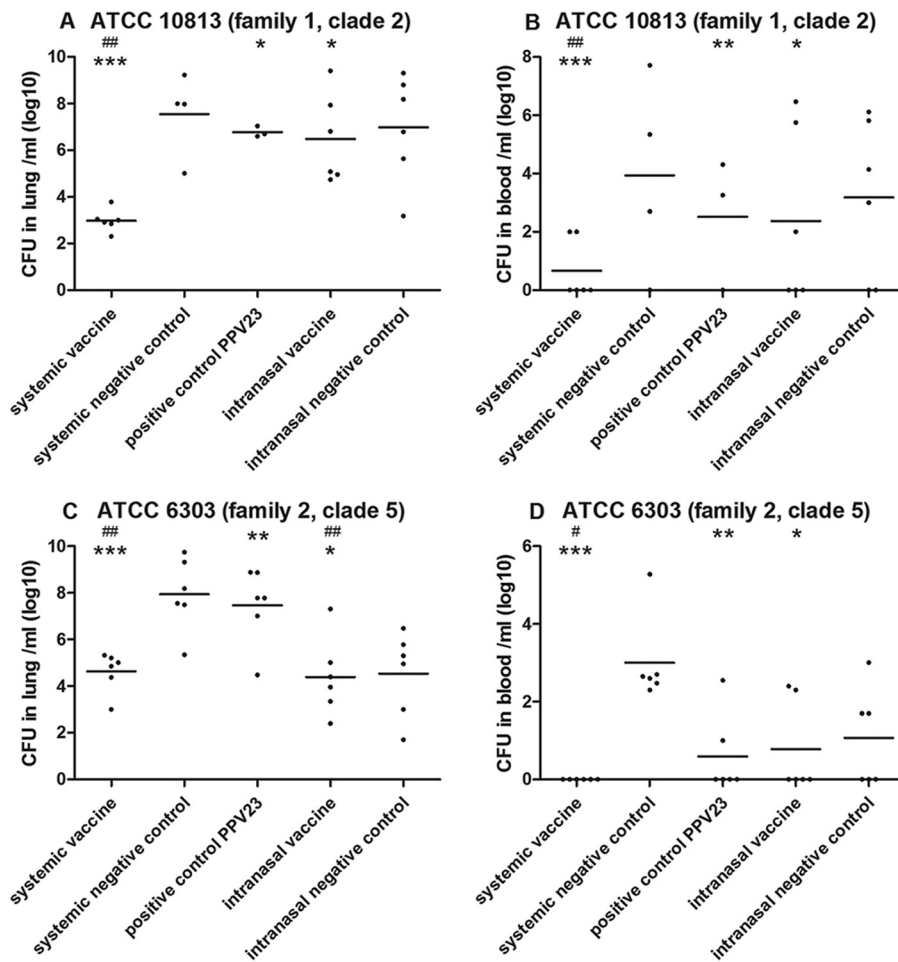 A ATCC 10813 (family 1, clade 2)
## * *
***
CFU in lung /ml (log10)
10
8
6
4
2
0
systemic vaccine
systemic negative control
positive control PPV23
intranasal vaccine
intranasal negative control
B ATCC 10813 (family 1, clade 2)
## ** *
***
CFU in blood /ml (log10)
8
6
4
2
0
systemic vaccine
systemic negative control
positive control PPV23
intranasal vaccine
intranasal negative control
C ATCC 6303 (family 2, clade 5)
## ** ##
*** *
CFU in lung /ml (log10)
10
8
6
4
2
0
systemic vaccine
systemic negative control
positive control PPV23
intranasal vaccine
intranasal negative control
D ATCC 6303 (family 2, clade 5)
# ** *
***
CFU in blood /ml (log10)
6
4
2
0
systemic vaccine
systemic negative control
positive control PPV23
intranasal vaccine
intranasal negative control